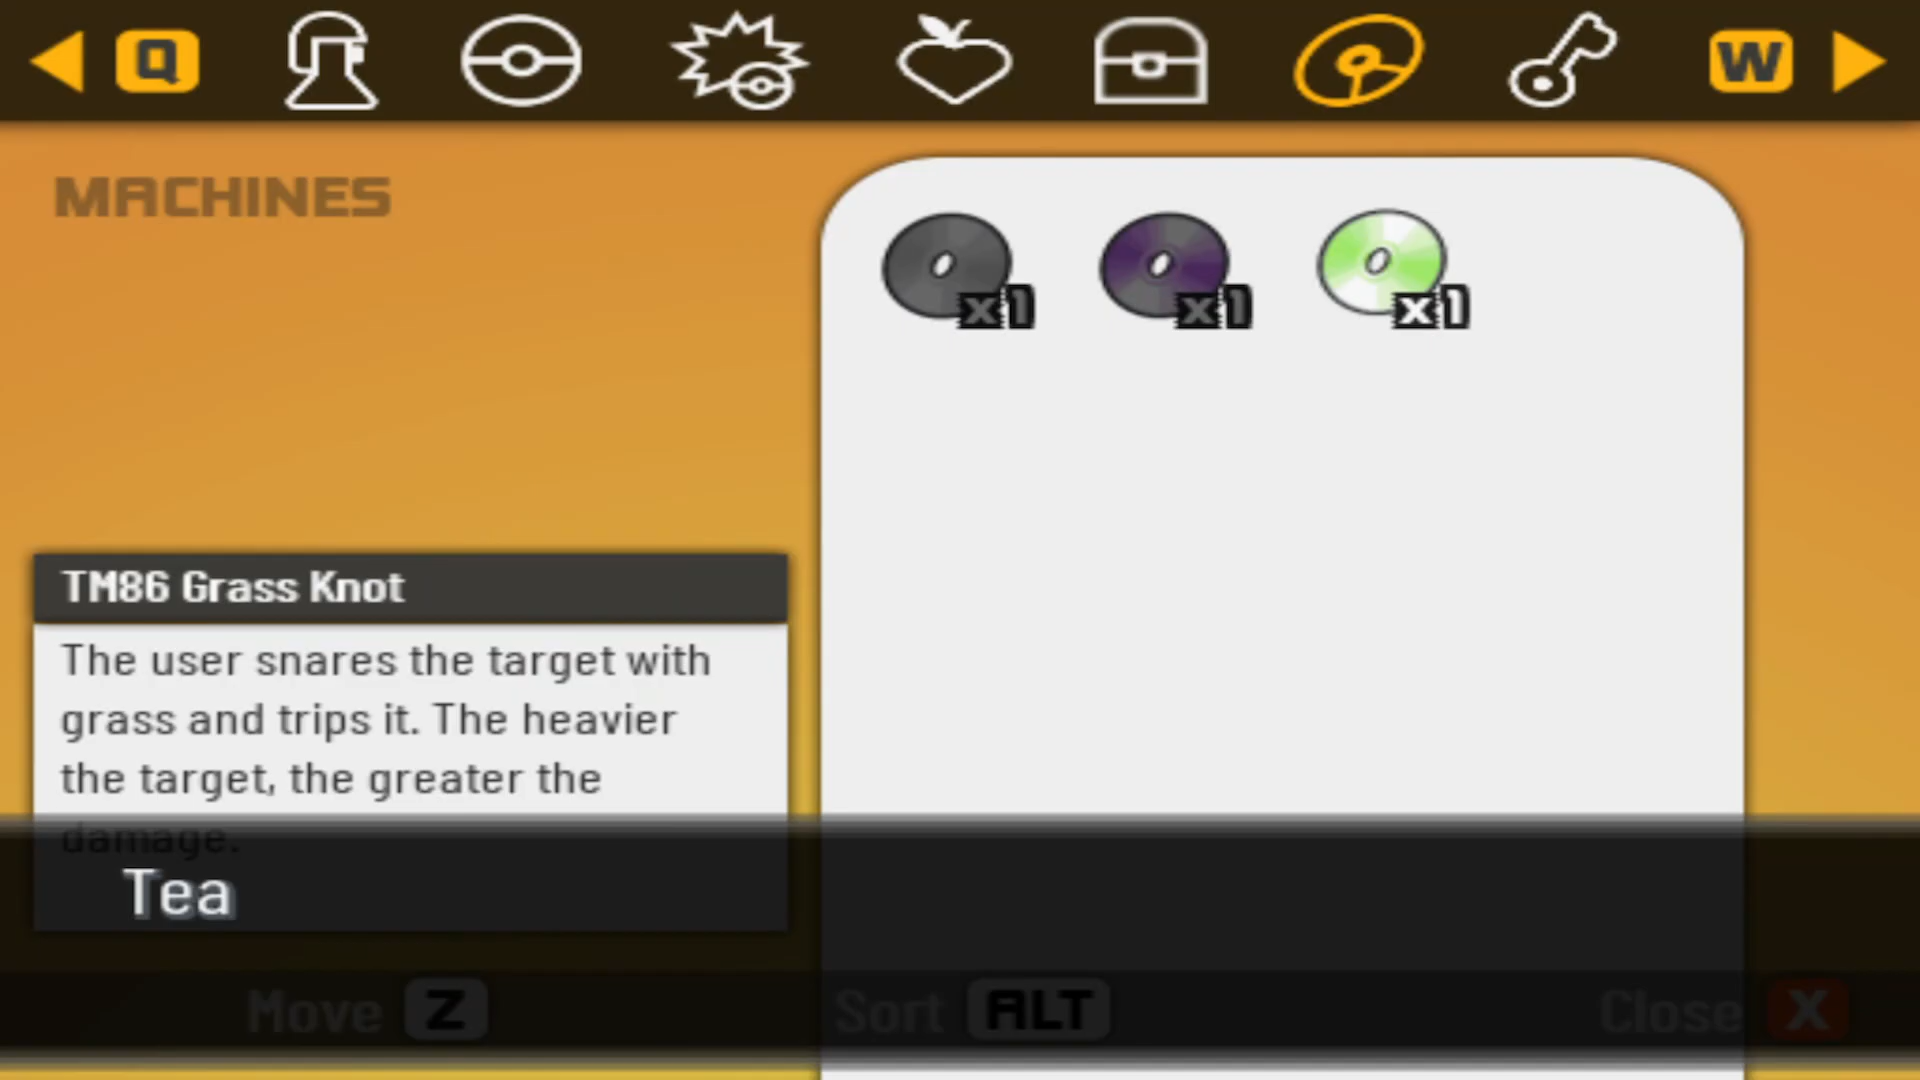 Q
W
MACHINES
x1
x1
x1
TM86 Grass Knot
The user snares the target with
grass and trips it. The heavier
the target, the greater the
damage.
Tea
Move Z
Sort ALT
Close X